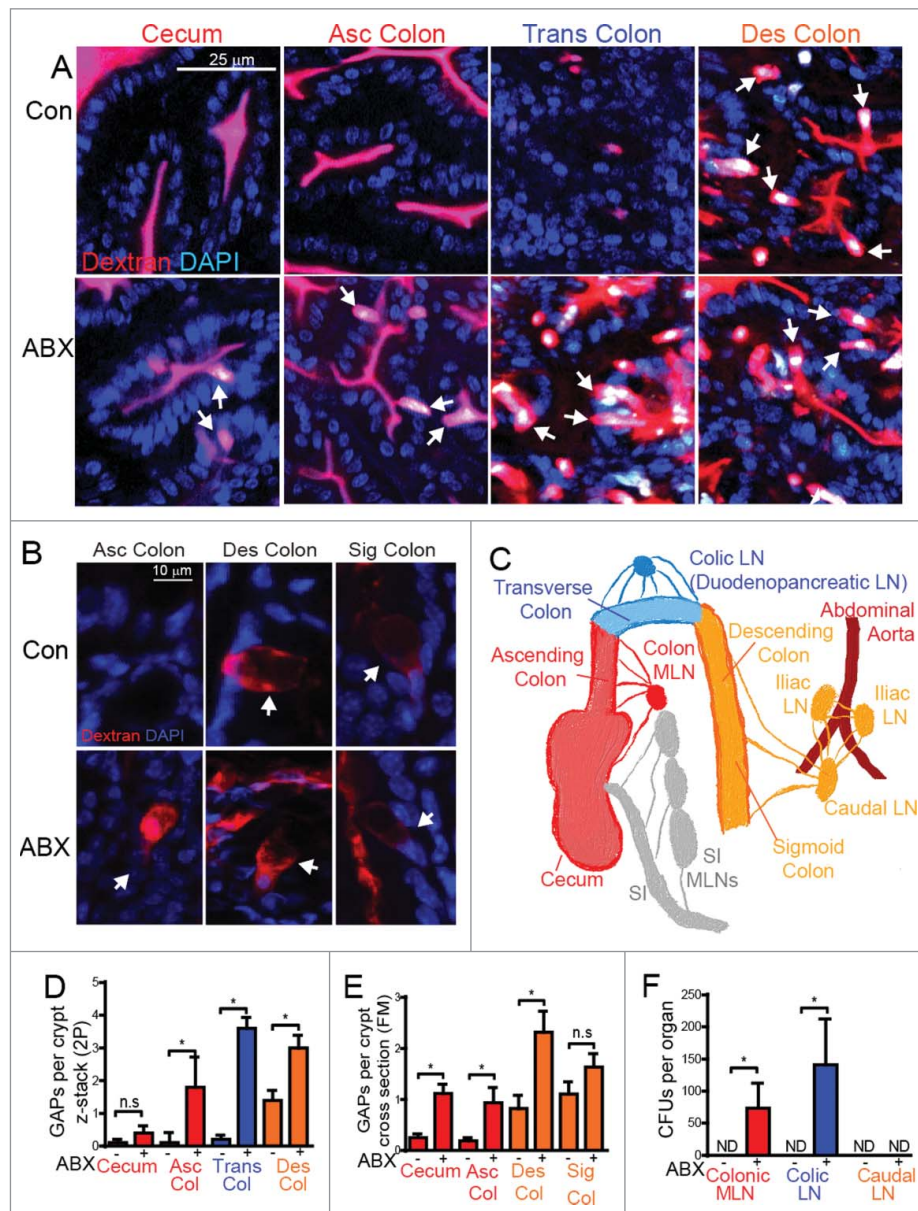 Cecum Asc Colon Trans Colon Des Colon
A
25 μm
Con
Dextran DAPI
ABX
B
Asc Colon Des Colon Sig Colon
10 μm
Con
Dextran DAPI
ABX
C
Colic LN
(Duodenopancreatic LN)
Transverse
Colon
Abdominal
Aorta
Ascending
Colon
Colon
MLN
Descending
Colon
Iliac
LN
Iliac
LN
Caudal LN
Sigmoid
Colon
Cecum
SI
SI
MLNs
D
GAPs per crypt
z-stack (2P)
5
4
3
2
1
0
n.s * * *
ABX - + - + - + - +
Cecum Asc Col Trans Col Des Col
E
GAPs per crypt
cross section (FM)
3
2
1
0
* * * n.s
ABX - + - + - + - +
Cecum Asc Col Des Col Sig Col
F
CFUs per organ
250
200
150
100
50
0
* *
ND ND ND ND
ABX - + - + - +
Colonic MLN Colic LN Caudal LN